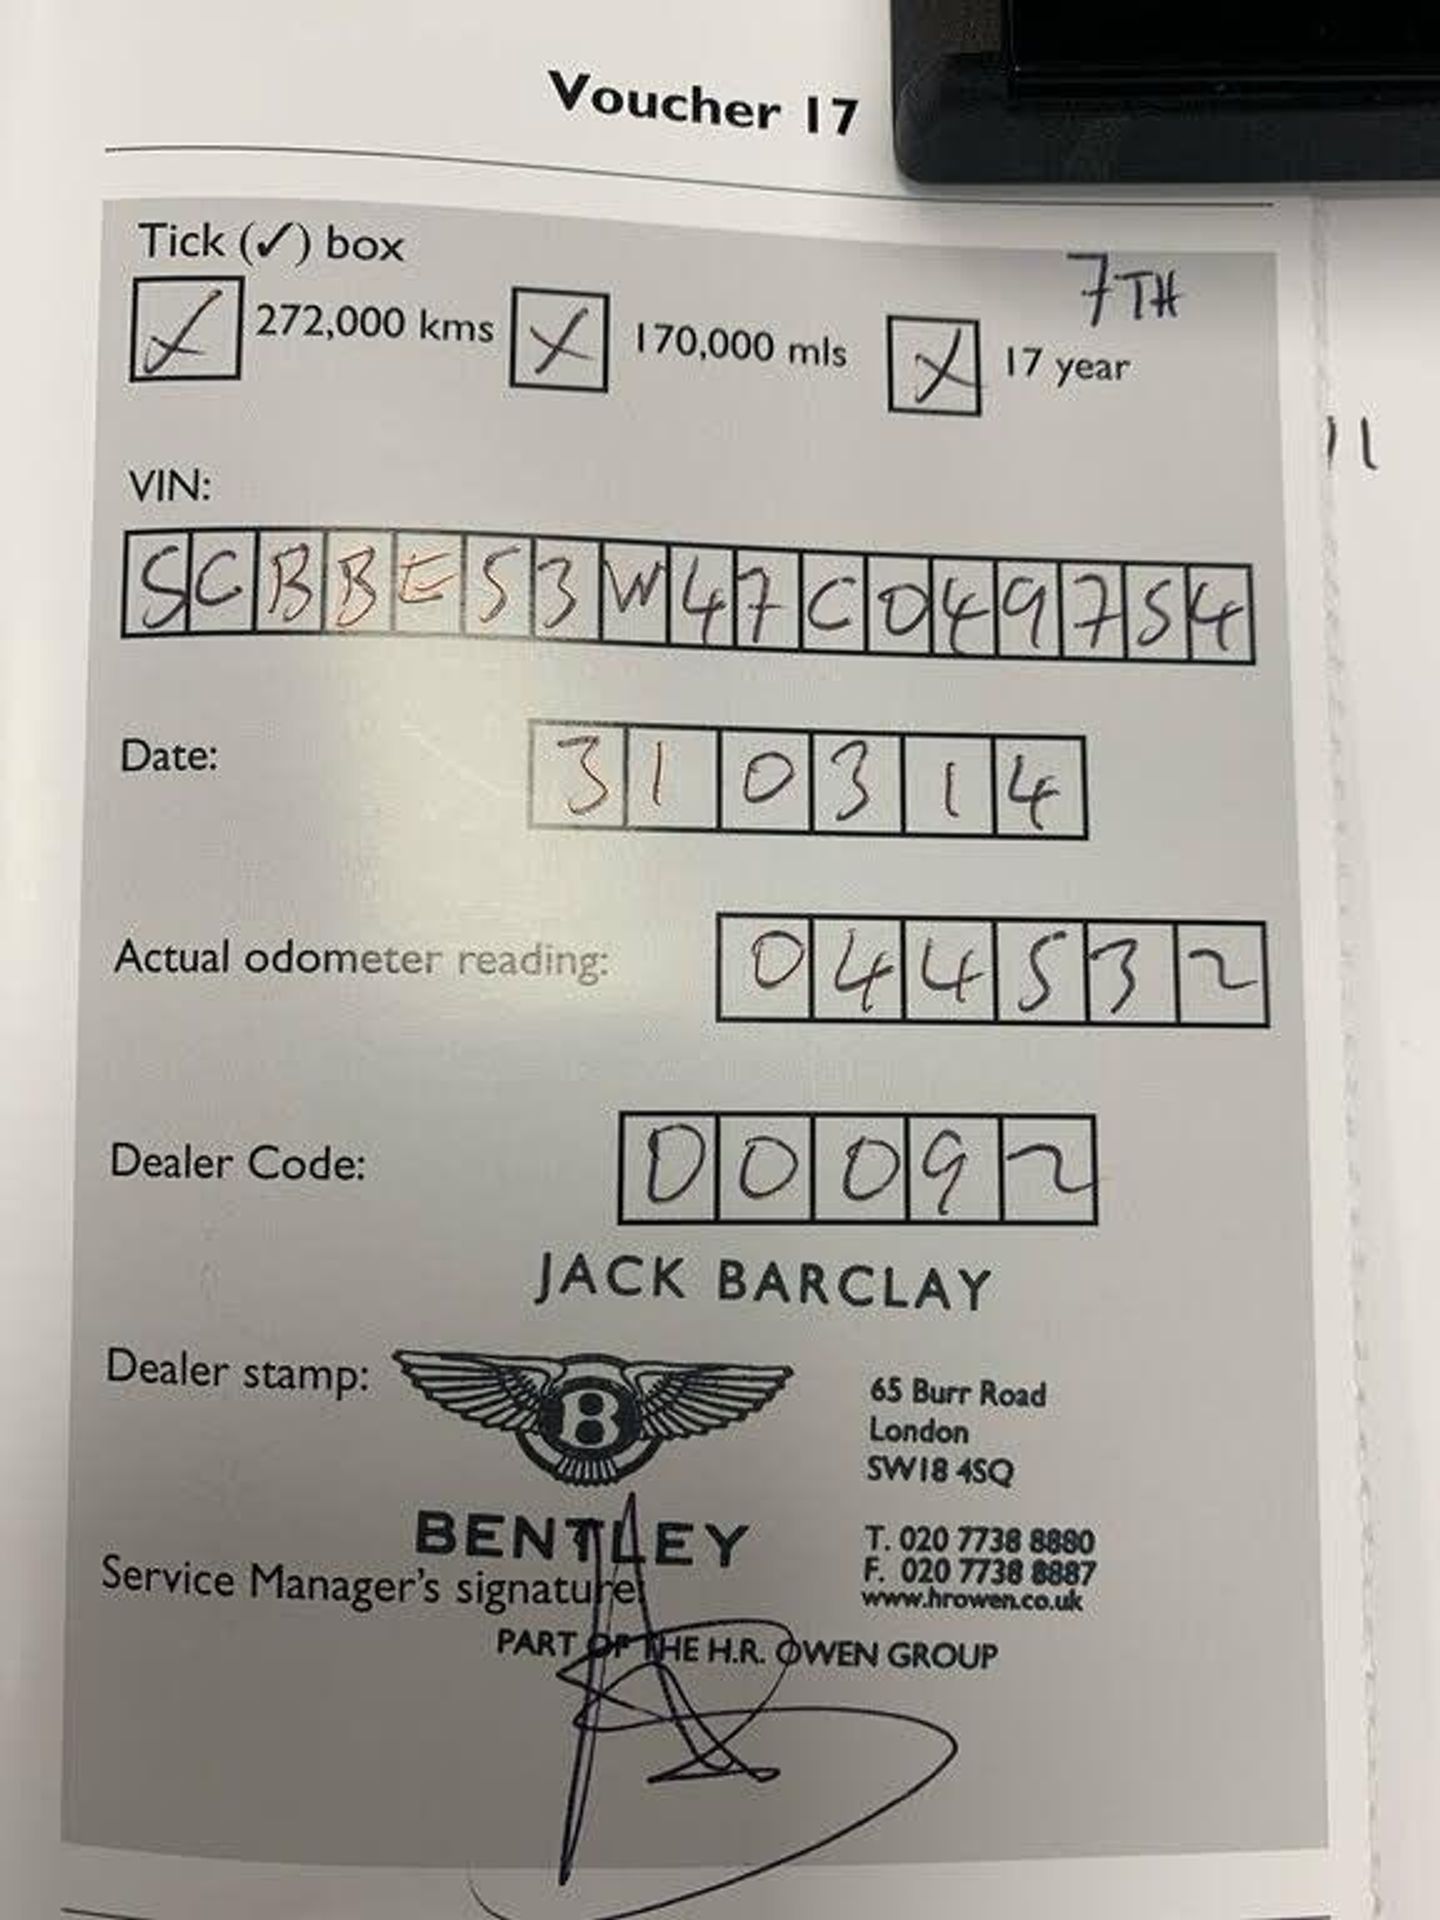 Voucher 17
Tick (✓) box
7TH
272,000 kms 170,000 mls 17 year
11
VIN:
SCBBE53W47C049754
Date: 310314
Actual odometer reading: 044532
Dealer Code: 00092
JACK BARCLAY
Dealer stamp:
B
65 Burr Road
London
SW18 4SQ
BENTLEY
T. 020 7738 8880
F. 020 7738 8887
www.hrowen.co.uk
Service Manager's signature:
PART OF THE H.R. OWEN GROUP